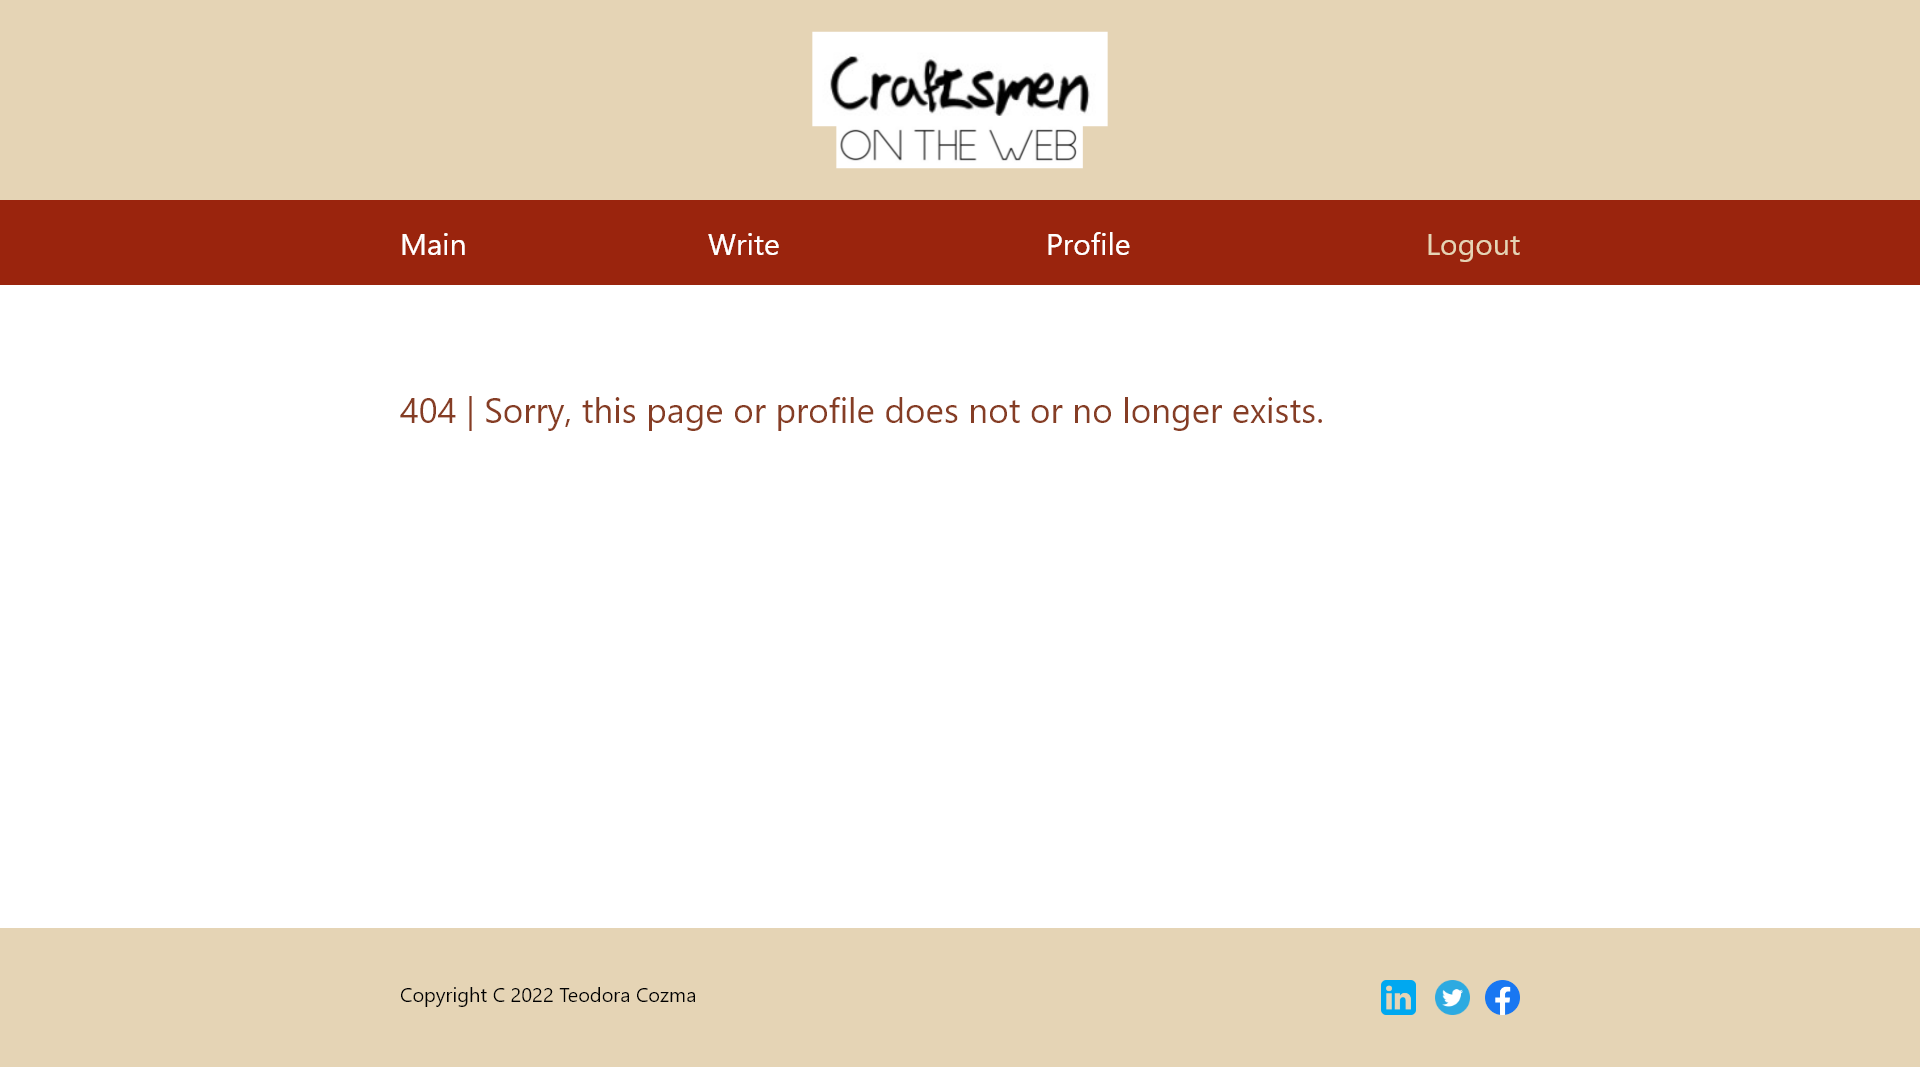 Craftsmen
ON THE WEB
Main Write Profile Logout
404 | Sorry, this page or profile does not or no longer exists.
Copyright C 2022 Teodora Cozma
in